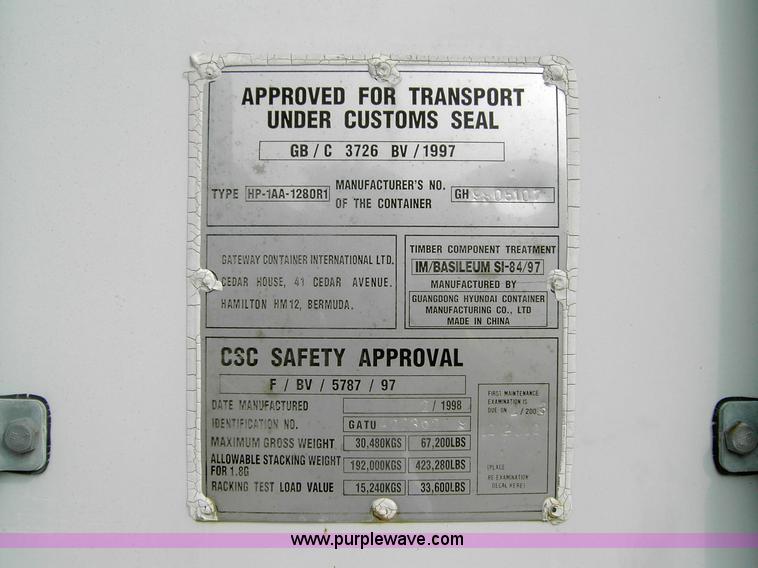 APPROVED FOR TRANSPORT
UNDER CUSTOMS SEAL
GB / C 3726 BV / 1997
TYPE HP-1AA-1280R1 MANUFACTURER'S NO. OF THE CONTAINER GH
GATEWAY CONTAINER INTERNATIONAL LTD.
CEDAR HOUSE, 41 CEDAR AVENUE.
HAMILTON HM12, BERMUDA.
TIMBER COMPONENT TREATMENT
IM/BASILEUM SI-84/97
MANUFACTURED BY
GUANGDONG HYUNDAI CONTAINER
MANUFACTURING CO., LTD
MADE IN CHINA
CSC SAFETY APPROVAL
F / BV / 5787 / 97
DATE MANUFACTURED / 1998
IDENTIFICATION NO. GATU
MAXIMUM GROSS WEIGHT 30,480KGS 67,200LBS
ALLOWABLE STACKING WEIGHT
FOR 1.8G 192,000KGS 423,280LBS
RACKING TEST LOAD VALUE 15,240KGS 33,600LBS
FIRST MAINTENANCE
EXAMINATION IS
DUE ON
(PLACE
RE-EXAMINATION
DECAL HERE)
www.purplewave.com